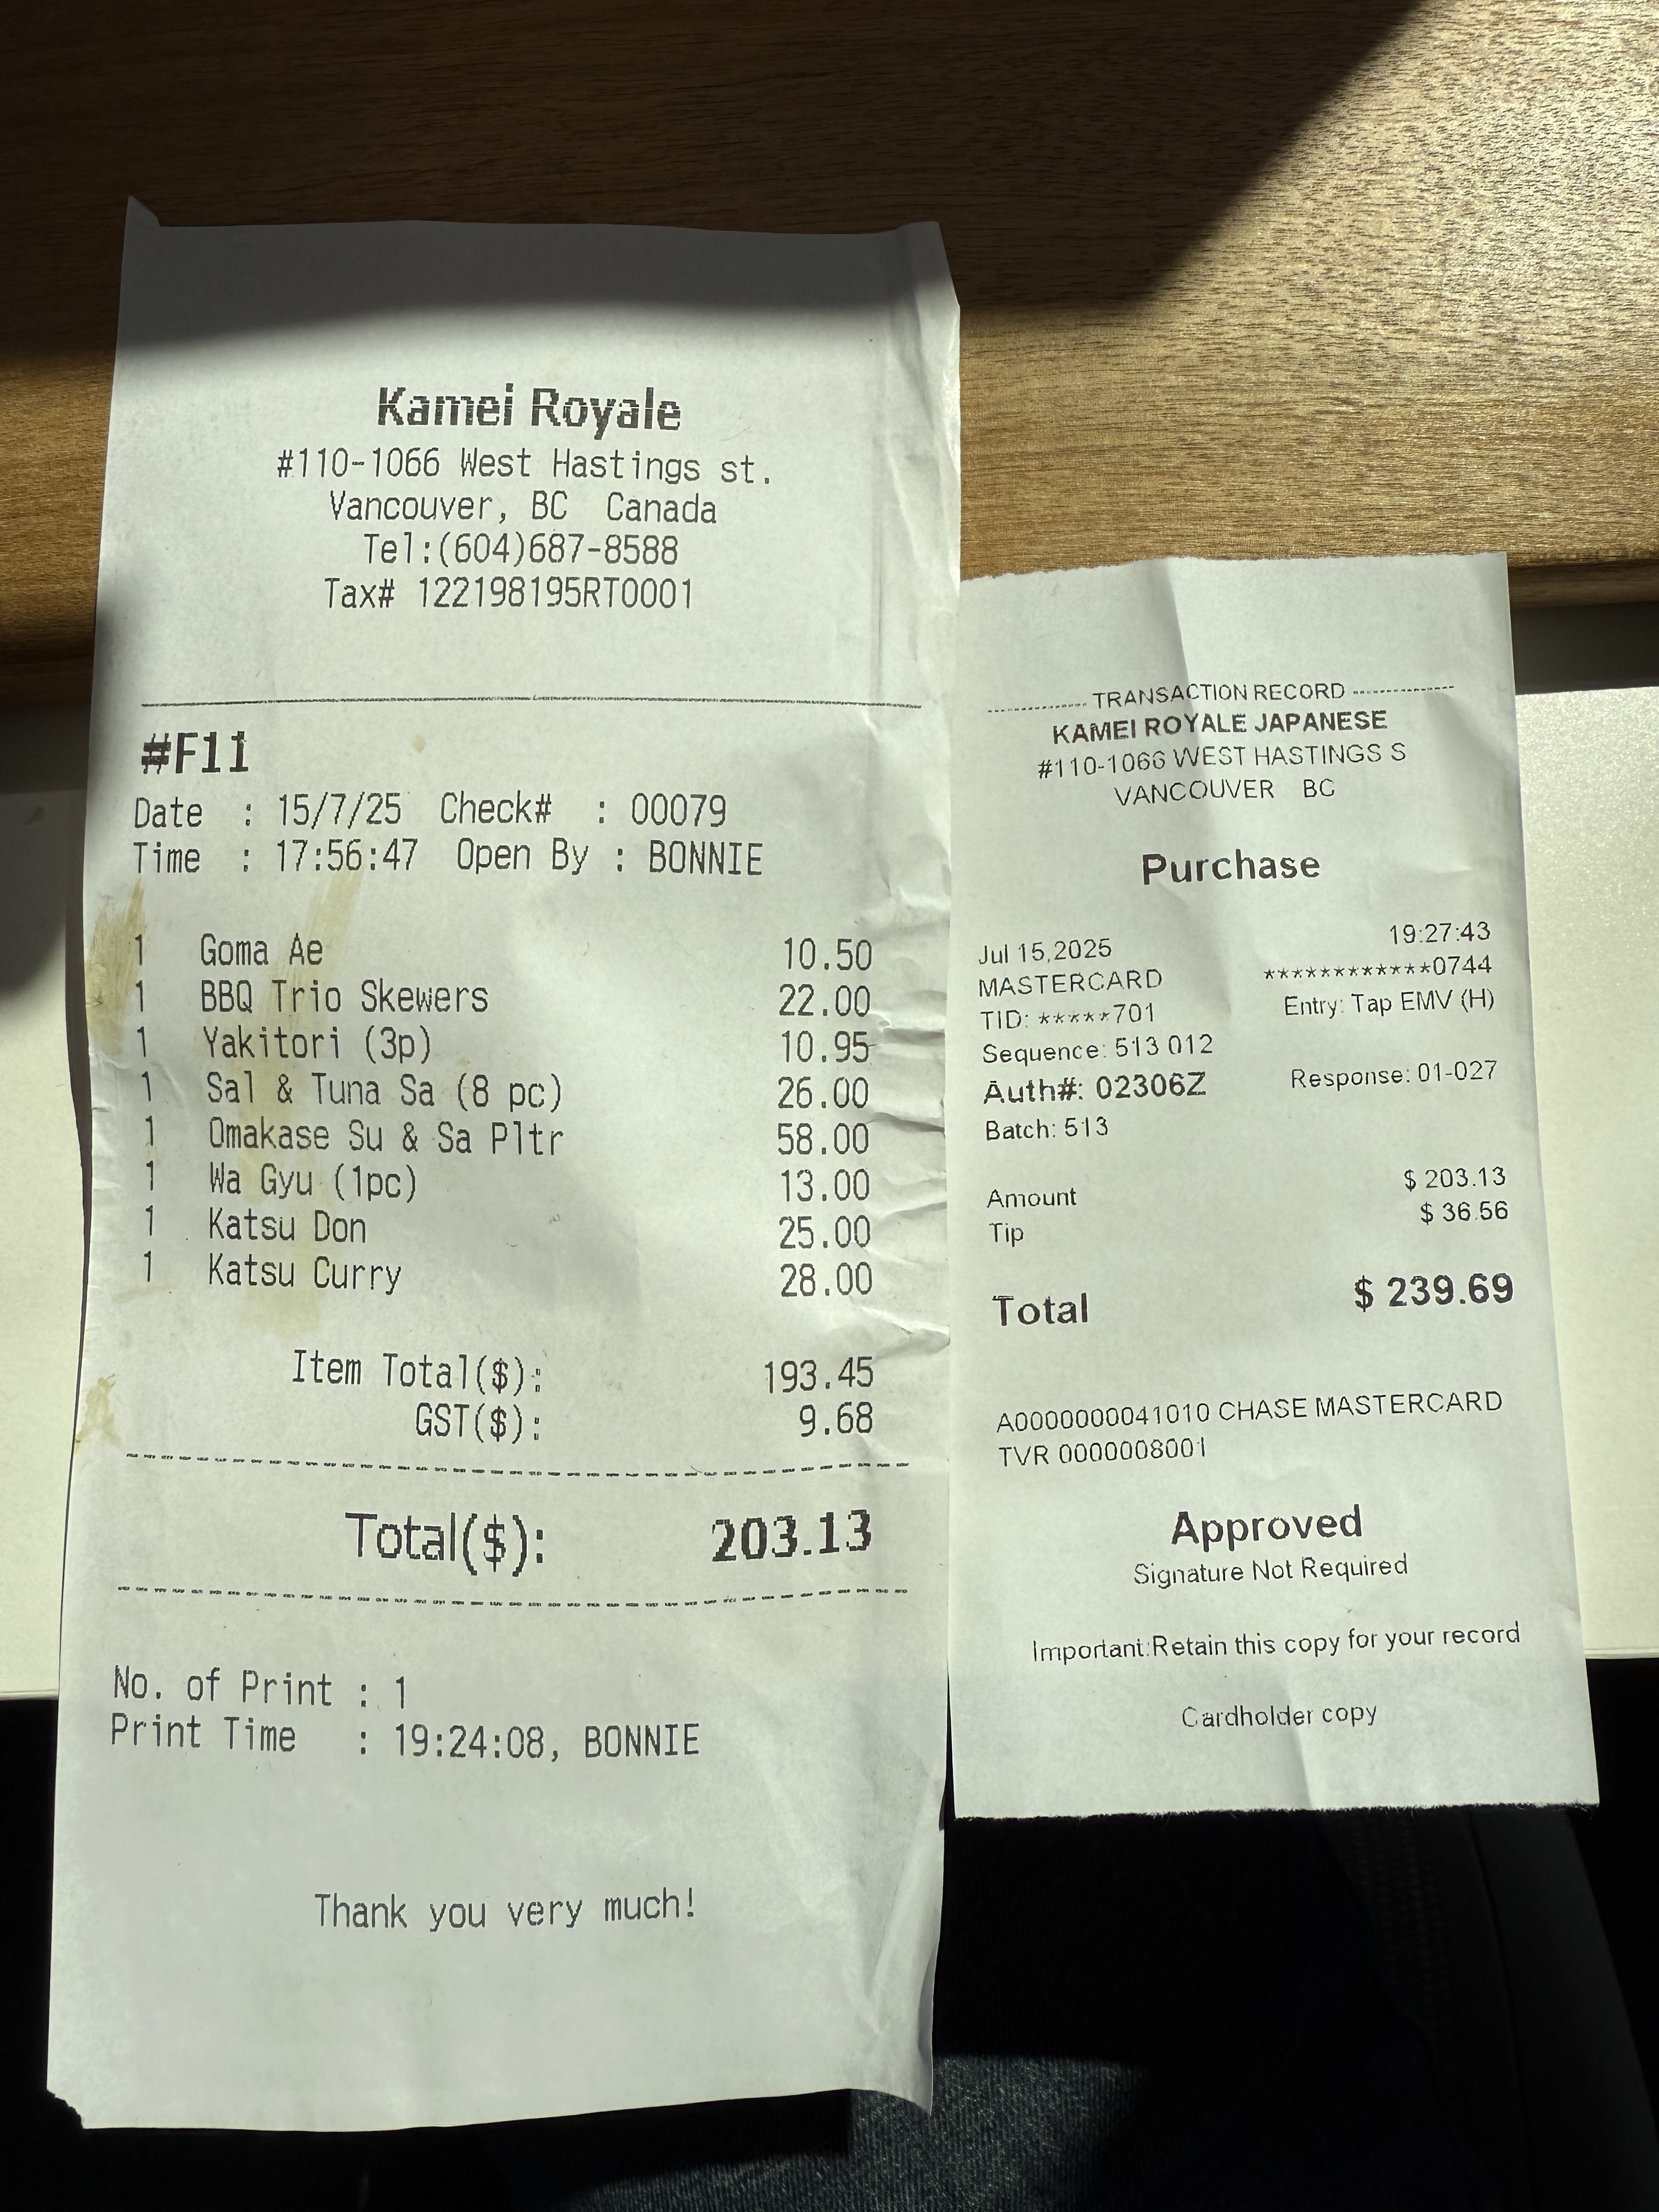 Kamei Royale
#110-1066 West Hastings st.
Vancouver, BC Canada
Tel:(604)687-8588
Tax# 122198195RT0001
#F11
Date : 15/7/25 Check# : 00079
Time : 17:56:47 Open By : BONNIE
1 Goma Ae 10.50
1 BBQ Trio Skewers 22.00
1 Yakitori (3p) 10.95
1 Sal & Tuna Sa (8 pc) 26.00
1 Omakase Su & Sa Pltr 58.00
1 Wa Gyu (1pc) 13.00
1 Katsu Don 25.00
1 Katsu Curry 28.00
Item Total($): 193.45
GST($): 9.68
Total($): 203.13
No. of Print : 1
Print Time : 19:24:08, BONNIE
Thank you very much!
TRANSACTION RECORD
KAMEI ROYALE JAPANESE
#110-1066 WEST HASTINGS S
VANCOUVER BC
Purchase
Jul 15,2025 19:27:43
MASTERCARD ************0744
TID: *****701 Entry: Tap EMV (H)
Sequence: 513 012
Auth#: 02306Z Response: 01-027
Batch: 513
Amount $ 203.13
Tip $ 36.56
Total $ 239.69
A0000000041010 CHASE MASTERCARD
TVR 0000008001
Approved
Signature Not Required
Important:Retain this copy for your record
Cardholder copy